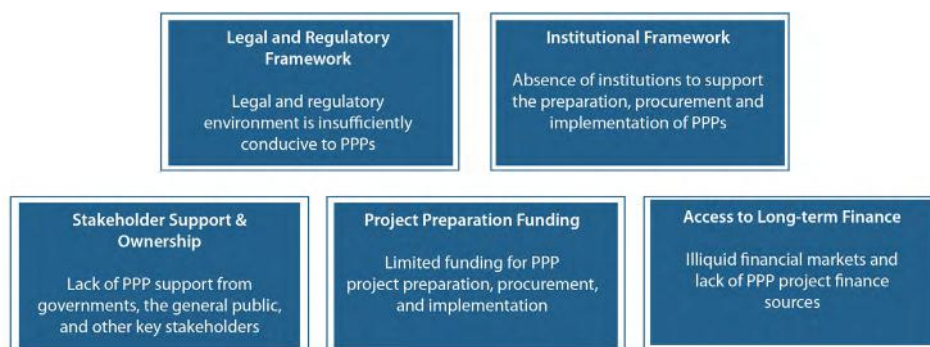 Legal and Regulatory
Framework
Legal and regulatory
environment is insufficiently
conducive to PPPs
Institutional Framework
Absence of institutions to support
the preparation, procurement and
implementation of PPPs
Stakeholder Support &
Ownership
Lack of PPP support from
governments, the general public,
and other key stakeholders
Project Preparation Funding
Limited funding for PPP
project preparation, procurement,
and implementation
Access to Long-term Finance
Illiquid financial markets and
lack of PPP project finance
sources